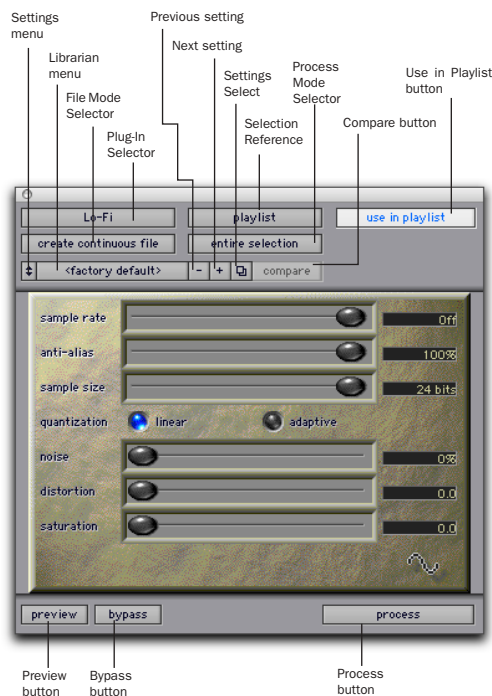 Settings
menu
Previous setting
Librarian
menu
Next setting
File Mode
Selector
Settings
Select
Process
Mode
Selector
Use in Playlist
button
Plug-In
Selector
Selection
Reference
Compare button
Lo-Fi
playlist
use in playlist
create continuous file
entire selection
<factory default>
-
+
compare
sample rate
Off
anti-alias
100%
sample size
24 bits
quantization
linear
adaptive
noise
0%
distortion
0.0
saturation
0.0
preview
bypass
process
Preview
button
Bypass
button
Process
button